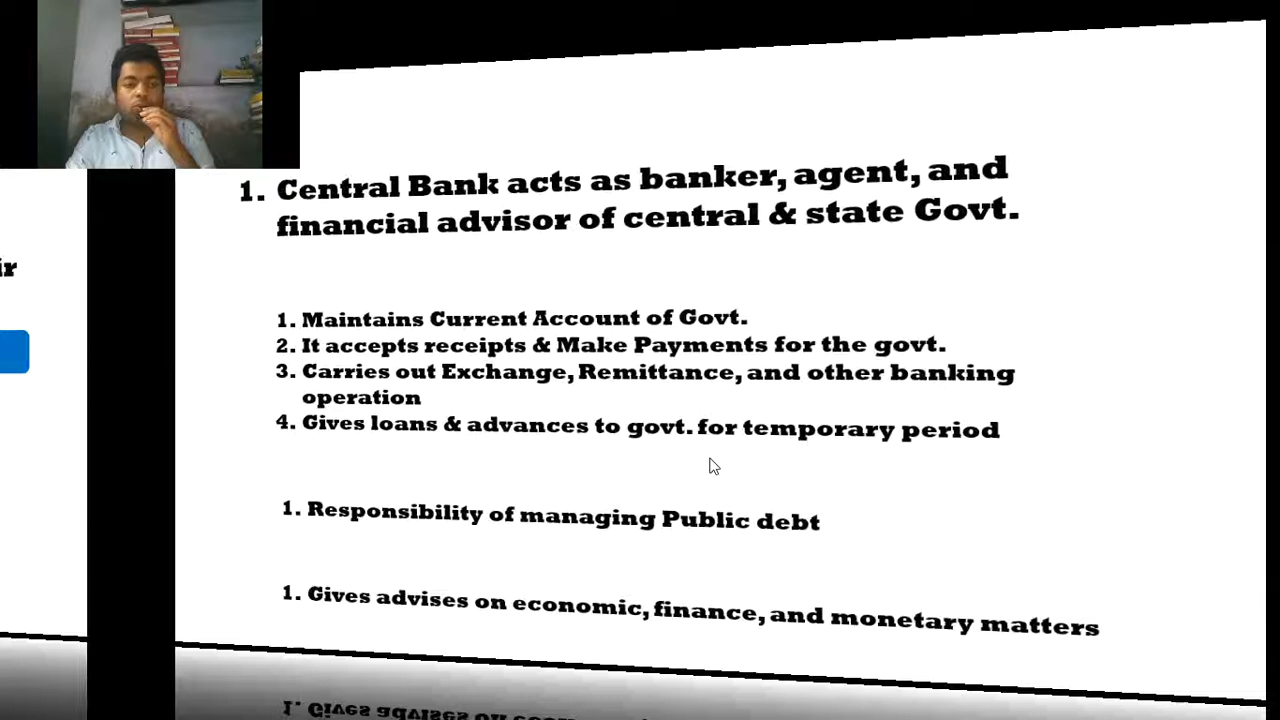 1. Central Bank acts as banker, agent, and
financial advisor of central & state Govt.
ir
1. Maintains Current Account of Govt.
2. It accepts receipts & Make Payments for the govt.
3. Carries out Exchange, Remittance, and other banking
operation
4. Gives loans & advances to govt. for temporary period
1. Responsibility of managing Public debt
1. Gives advises on economic, finance, and monetary matters